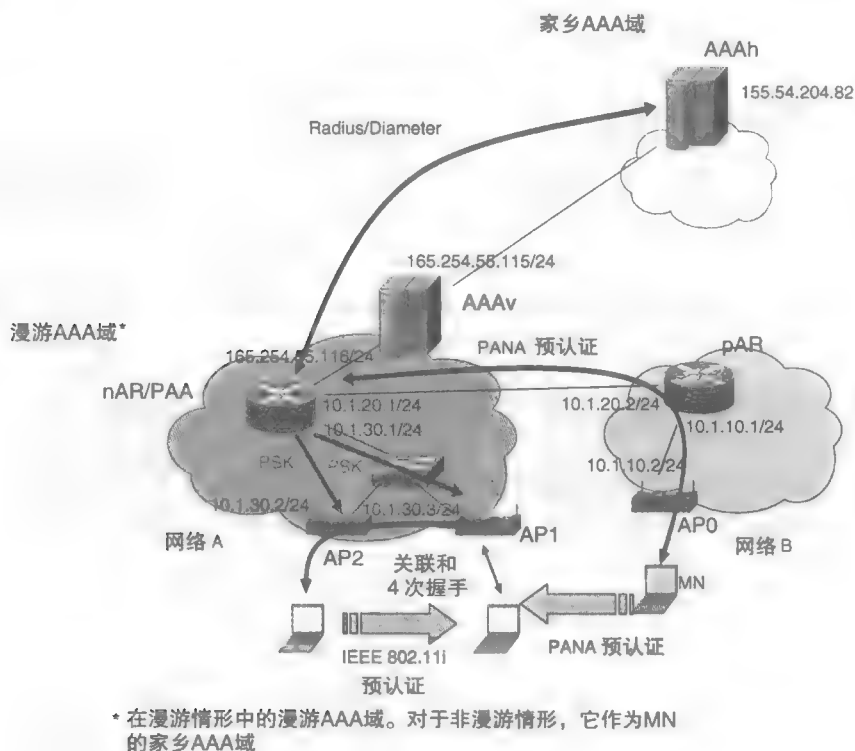 家乡AAA域
AAAh
155.54.204.82
Radius/Diameter
165.254.55.115/24
AAAv
漫游AAA域*
PANA 预认证
pAR
165.254.55.116/24
nAR/PAA
10.1.20.1/24
10.1.20.2/24
10.1.30.1/24
10.1.10.1/24
PSK
PSK
10.1.10.2/24
10.1.30.2/24
10.1.30.3/24
网络 A
AP2
AP1
AP0
网络 B
关联和
4 次握手
MN
IEEE 802.11i
预认证
PANA 预认证
* 在漫游情形中的漫游AAA域。对于非漫游情形，它作为MN
的家乡AAA域